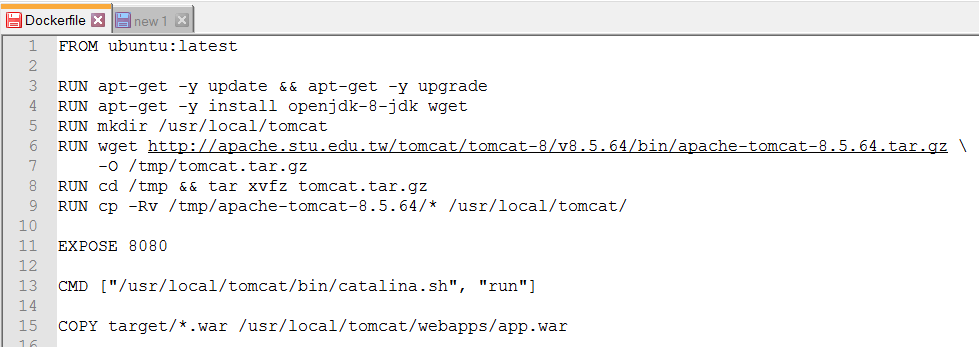 Dockerfile new 1
1 FROM ubuntu:latest
2
3 RUN apt-get -y update && apt-get -y upgrade
4 RUN apt-get -y install openjdk-8-jdk wget
5 RUN mkdir /usr/local/tomcat
6 RUN wget http://apache.stu.edu.tw/tomcat/tomcat-8/v8.5.64/bin/apache-tomcat-8.5.64.tar.gz \
7     -O /tmp/tomcat.tar.gz
8 RUN cd /tmp && tar xvfz tomcat.tar.gz
9 RUN cp -Rv /tmp/apache-tomcat-8.5.64/* /usr/local/tomcat/
10
11 EXPOSE 8080
12
13 CMD ["/usr/local/tomcat/bin/catalina.sh", "run"]
14
15 COPY target/*.war /usr/local/tomcat/webapps/app.war
16